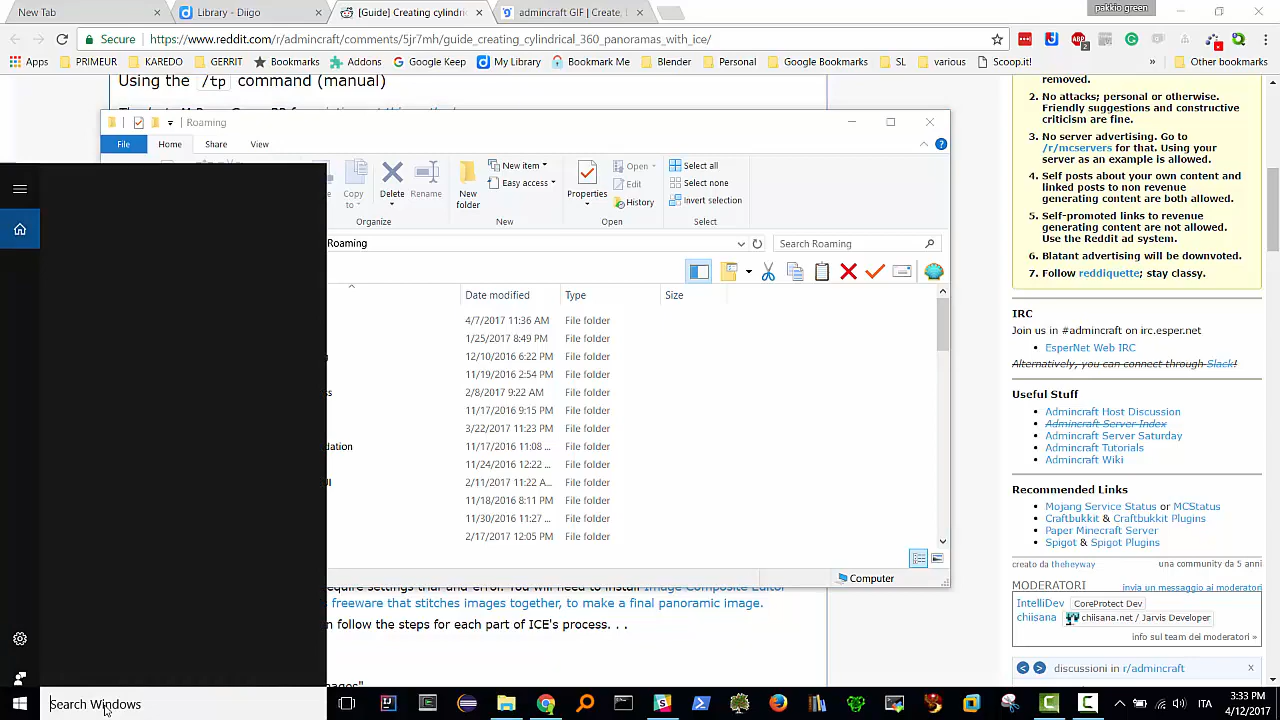 New Tab
Library - Diigo
[Guide] Creating cylindric
admincraft GIF | Create,
pakkio green
Secure
https://www.reddit.com/r/admincraft/comments/5jr7mh/guide_creating_cylindrical_360_panoramas_with_ice/
2
Apps
PRIMEUR
KAREDO
GERRIT
Bookmarks
Addons
Google Keep
My Library
Bookmark Me
Blender
Personal
Google Bookmarks
SL
various
Scoop.it!
»
Other bookmarks
Using the /tp command (manual)
Roaming
File
Home
Share
View
Copy to
Delete
Rename
New folder
New item
Easy access
Properties
Open
Edit
History
Select all
Select none
Invert selection
Organize
New
Open
Select
Roaming
Search Roaming
Date modified
Type
Size
4/7/2017 11:36 AM File folder
1/25/2017 8:49 PM File folder
12/10/2016 6:22 PM File folder
11/19/2016 2:54 PM File folder
ss 2/8/2017 9:22 AM File folder
11/17/2016 9:15 PM File folder
3/22/2017 11:23 PM File folder
dation 11/17/2016 11:08 ... File folder
11/24/2016 12:22 ... File folder
2/11/2017 11:22 A... File folder
11/18/2016 8:11 PM File folder
11/30/2016 11:27 ... File folder
2/17/2017 12:05 PM File folder
Computer
require settings trial and error. You will need to install Image Composite Editor
s freeware that stitches images together, to make a final panoramic image.
n follow the steps for each part of ICE's process. . .
removed.
2. No attacks; personal or otherwise.
Friendly suggestions and constructive
criticism are fine.
3. No server advertising. Go to
/r/mcservers for that. Using your
server as an example is allowed.
4. Self posts about your own content and
linked posts to non revenue
generating content are both allowed.
5. Self-promoted links to revenue
generating content are not allowed.
Use the Reddit ad system.
6. Blatant advertising will be downvoted.
7. Follow reddiquette; stay classy.
IRC
Join us in #admincraft on irc.esper.net
EsperNet Web IRC
Alternatively, you can connect through Slack!
Useful Stuff
Admincraft Host Discussion
Admincraft Server Index
Admincraft Server Saturday
Admincraft Tutorials
Admincraft Wiki
Recommended Links
Mojang Service Status or MCStatus
Craftbukkit & Craftbukkit Plugins
Paper Minecraft Server
Spigot & Spigot Plugins
creato da theheyway
una community da 5 anni
MODERATORI
invia un messaggio ai moderatori
IntelliDev CoreProtect Dev
chiisana chiisana.net / Jarvis Developer
info sul team dei moderatori »
discussioni in r/admincraft
X
Search Windows
ITA
3:33 PM
4/12/2017